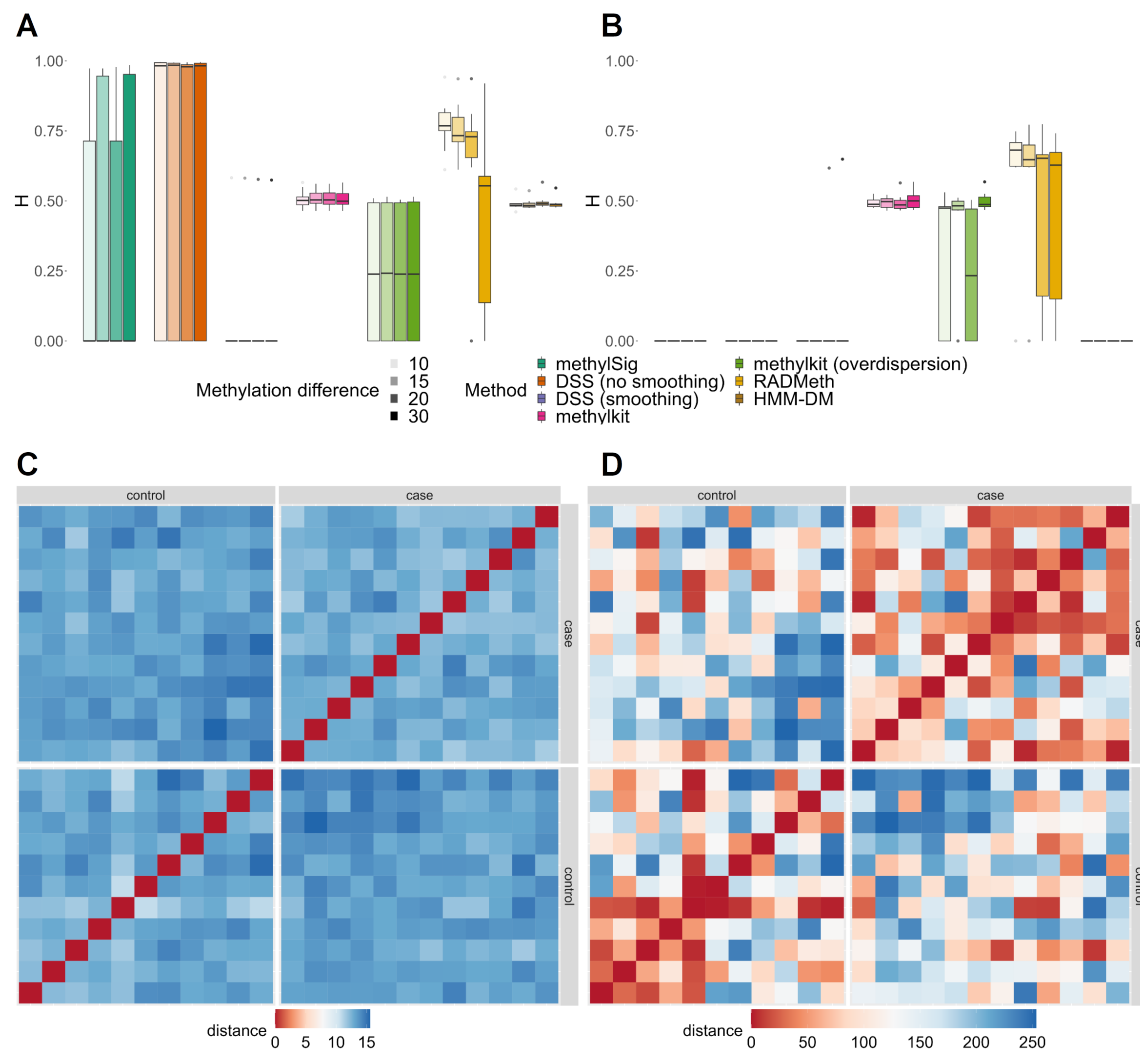 A
B
1.00
0.75
0.50
0.25
0.00
H
1.00
0.75
0.50
0.25
0.00
H
Methylation difference
10
15
20
30
Method
methylSig
DSS (no smoothing)
DSS (smoothing)
methylkit
methylkit (overdispersion)
RADMeth
HMM-DM
C
D
control
case
case
control
distance
0 5 10 15
control
case
case
control
distance
0 50 100 150 200 250